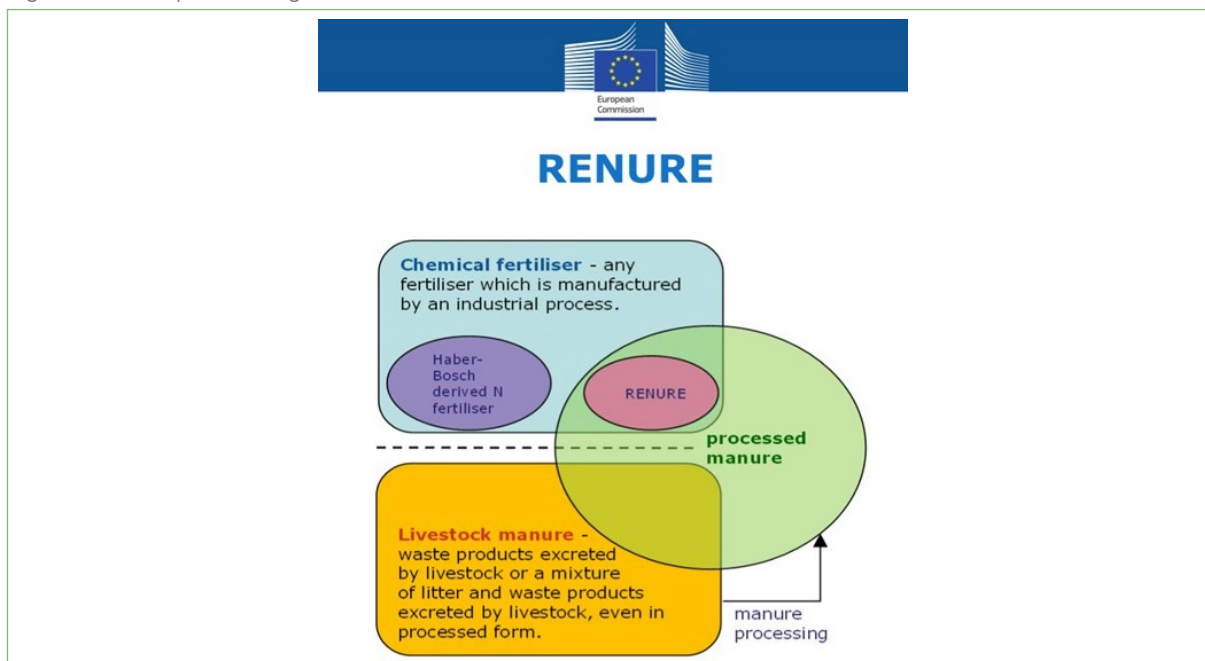 European
Commission
RENURE
Chemical fertiliser - any
fertiliser which is manufactured
by an industrial process.
Haber-
Bosch
derived N
fertiliser
RENURE
processed
manure
Livestock manure -
waste products excreted
by livestock or a mixture
of litter and waste products
excreted by livestock, even in
processed form.
manure
processing